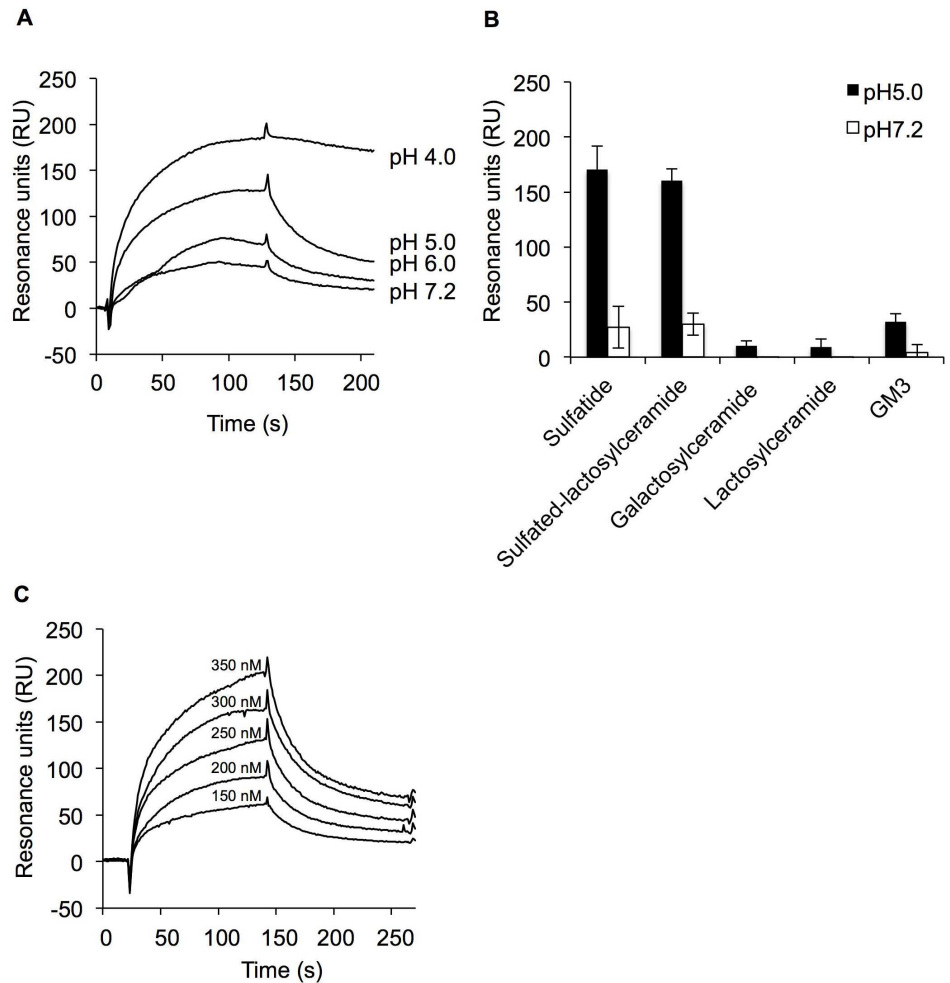 A
Resonance units (RU)
250
200
150
100
50
0
-50
0 50 100 150 200
Time (s)
pH 4.0
pH 5.0
pH 6.0
pH 7.2
B
Resonance units (RU)
250
200
150
100
50
0
pH5.0
pH7.2
Sulfatide
Sulfated-lactosylceramide
Galactosylceramide
Lactosylceramide
GM3
C
Resonance units (RU)
250
200
150
100
50
0
-50
350 nM
300 nM
250 nM
200 nM
150 nM
0 50 100 150 200 250
Time (s)